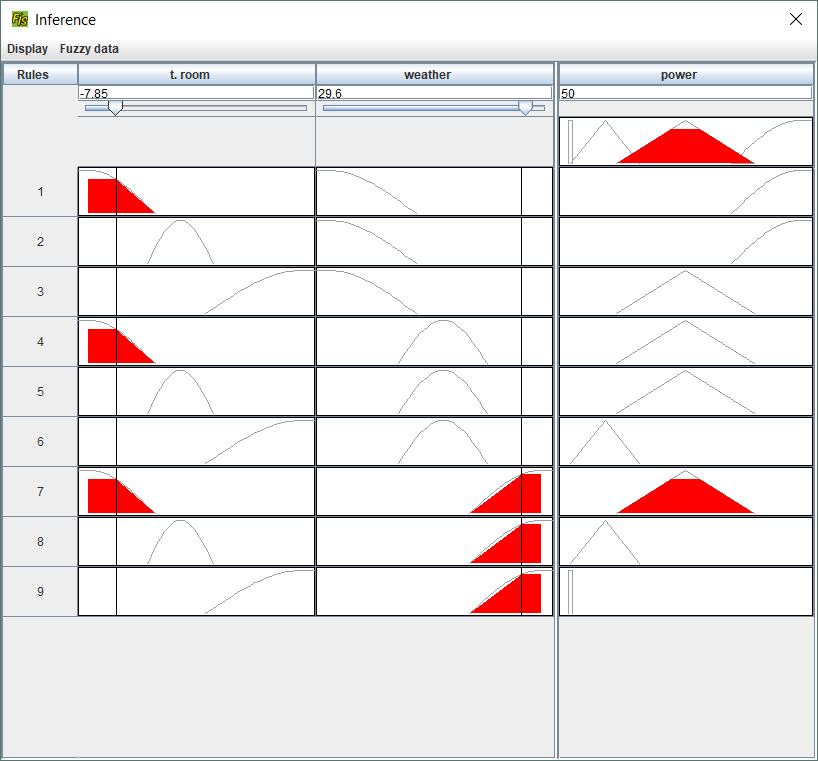 Fis Inference
Display Fuzzy data
Rules t. room weather power
-7.85 29.6 50
1
2
3
4
5
6
7
8
9